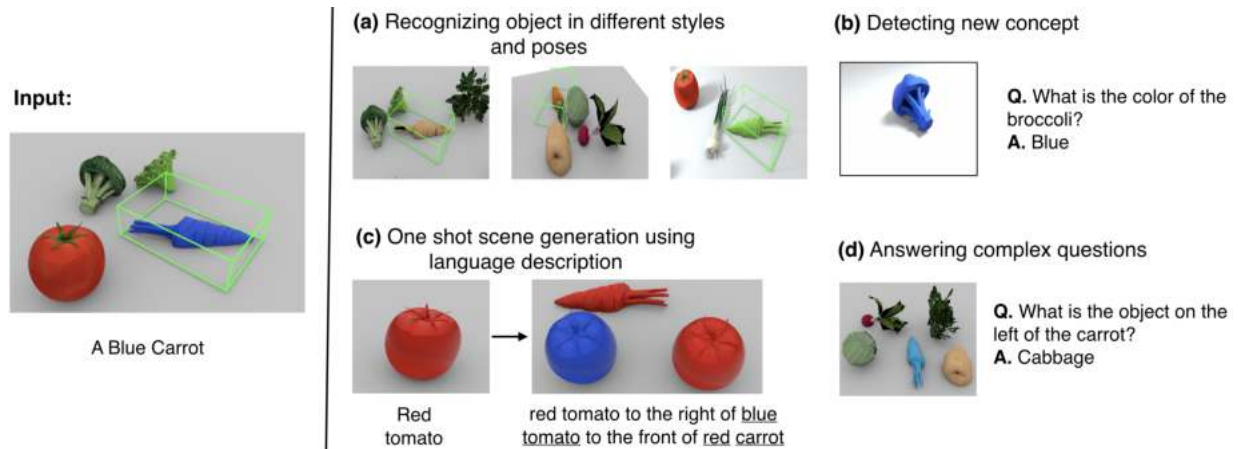 Input:
A Blue Carrot
(a) Recognizing object in different styles
and poses
(b) Detecting new concept
Q. What is the color of the
broccoli?
A. Blue
(c) One shot scene generation using
language description
Red
tomato
red tomato to the right of blue
tomato to the front of red carrot
(d) Answering complex questions
Q. What is the object on the
left of the carrot?
A. Cabbage